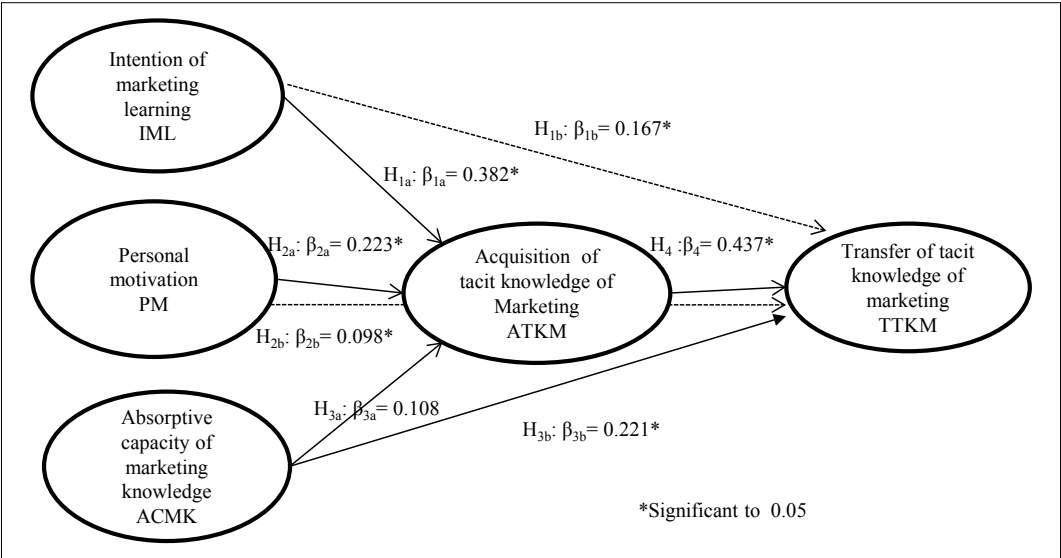 Intention of
marketing
learning
IML
H1b: β1b= 0.167*
H1a: β1a= 0.382*
Personal
motivation
PM
H2a: β2a= 0.223*
H2b: β2b= 0.098*
Acquisition of
tacit knowledge of
Marketing
ATKM
H4 :β4= 0.437*
Transfer of tacit
knowledge of
marketing
TTKM
Absorptive
capacity of
marketing
knowledge
ACMK
H3a: β3a= 0.108
H3b: β3b= 0.221*
*Significant to 0.05